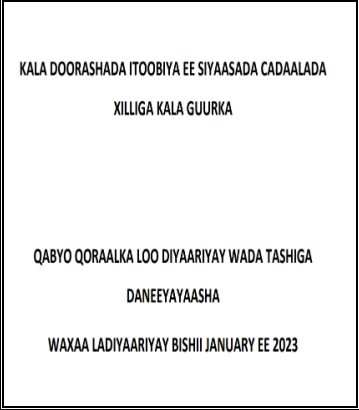 KALA DOORASHADA ITOOBIYA EE SIYAASADA CADAALADA
XILLIGA KALA GUURKA
QABYO QORAALKA LOO DIYAARIYAY WADA TASHIGA
DANEEYAYAASHA
WAXAA LADIYAARIYAY BISHII JANUARY EE 2023